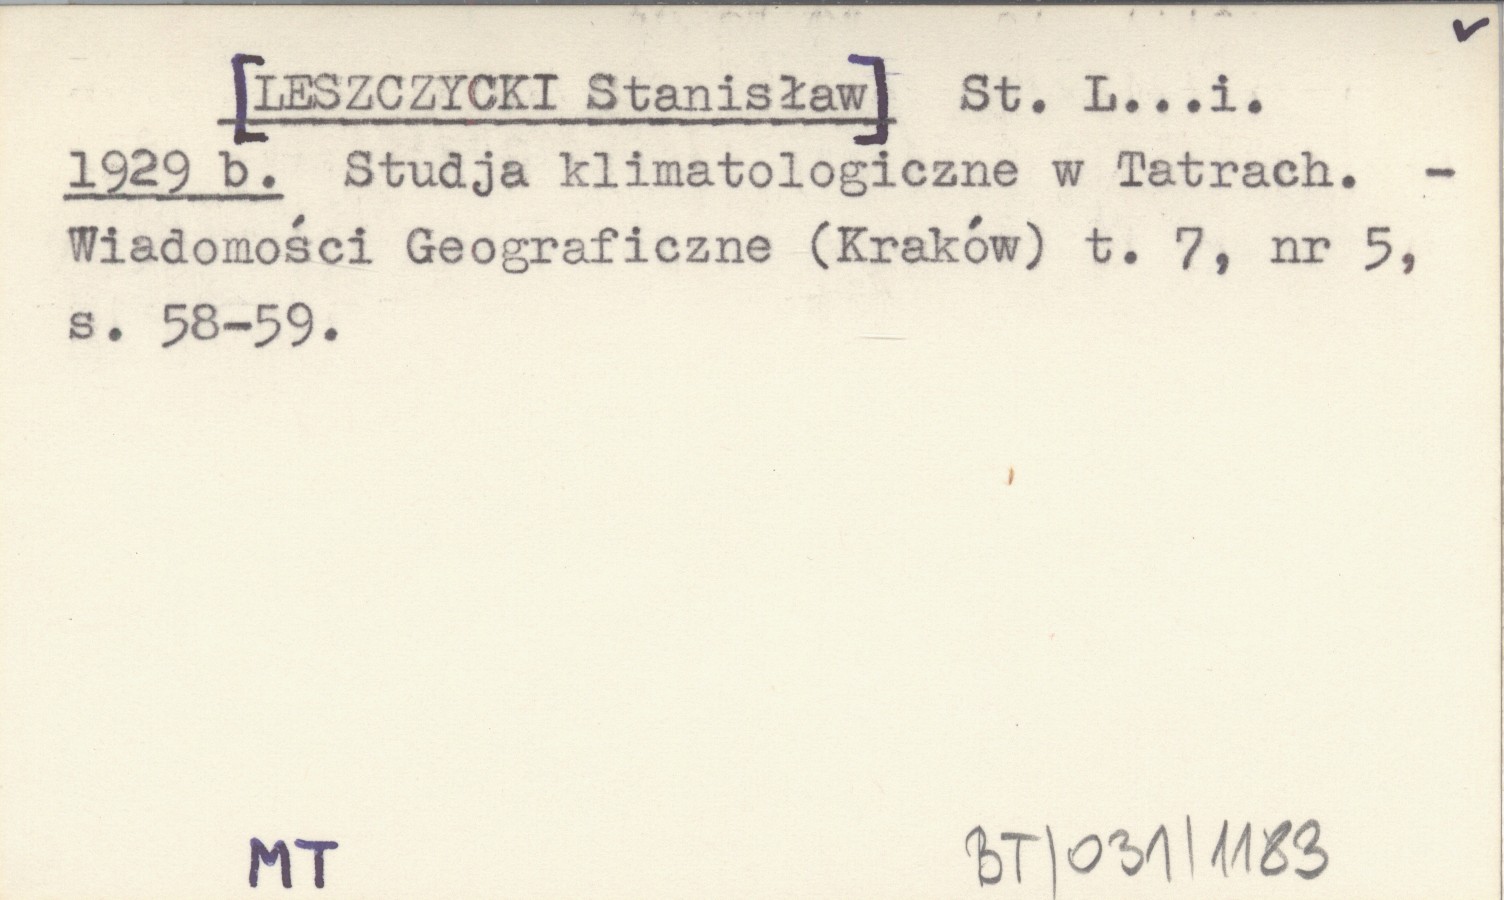 [LESZCZYCKI Stanisław] St. L...i.
1929 b. Studja klimatologiczne w Tatrach. -
Wiadomości Geograficzne (Kraków) t. 7, nr 5,
s. 58-59.
MT
BT/031/1183